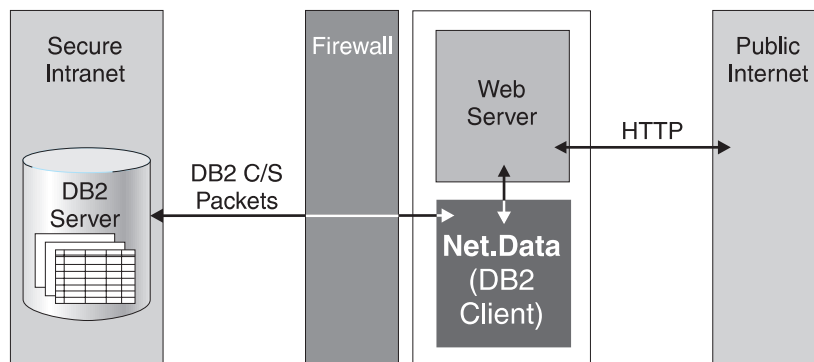 Secure
Intranet
DB2
Server
DB2 C/S
Packets
Firewall
Web
Server
Net.Data
(DB2
Client)
HTTP
Public
Internet